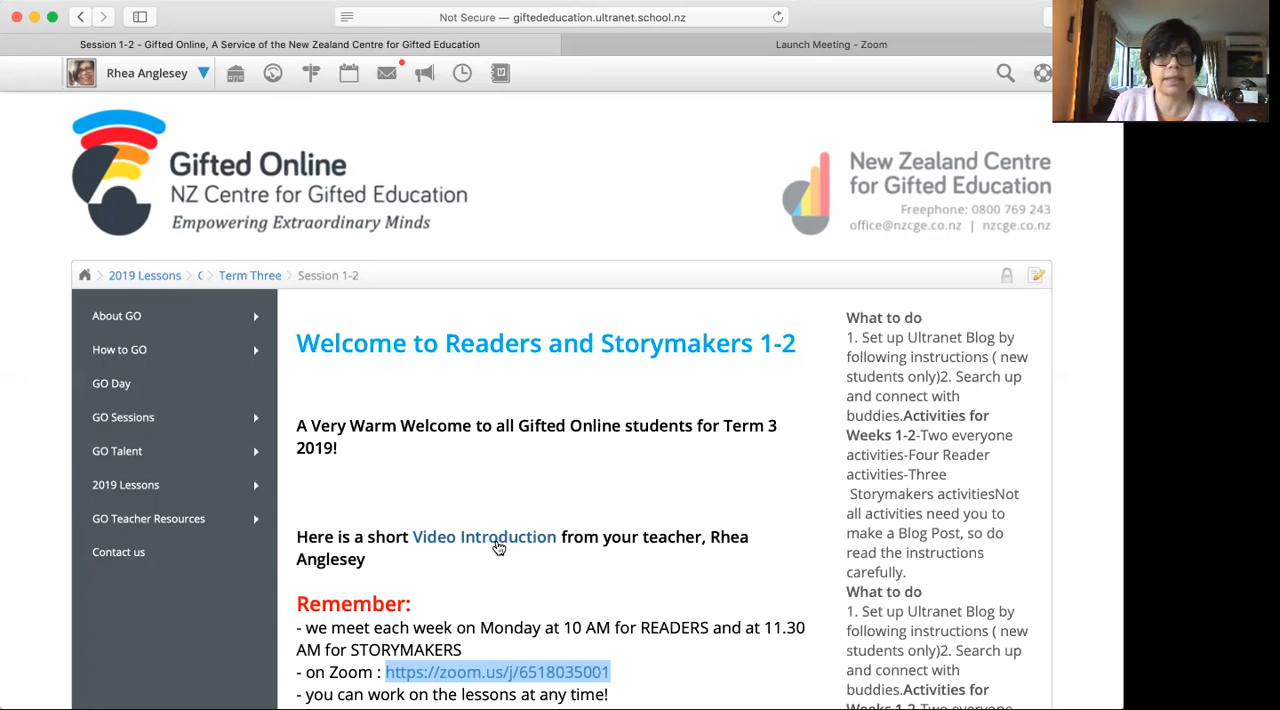 Not Secure — giftededucation.ultranet.school.nz
Session 1-2 - Gifted Online, A Service of the New Zealand Centre for Gifted Education
Launch Meeting - Zoom
Rhea Anglesey
Gifted Online
NZ Centre for Gifted Education
Empowering Extraordinary Minds
New Zealand Centre
for Gifted Education
Freephone: 0800 769 243
office@nzcge.co.nz | nzcge.co.nz
2019 Lessons
Term Three
Session 1-2
About GO
How to GO
GO Day
GO Sessions
GO Talent
2019 Lessons
GO Teacher Resources
Contact us
Welcome to Readers and Storymakers 1-2
A Very Warm Welcome to all Gifted Online students for Term 3
2019!
Here is a short Video Introduction from your teacher, Rhea
Anglesey
Remember:
- we meet each week on Monday at 10 AM for READERS and at 11.30
AM for STORYMAKERS
- on Zoom : https://zoom.us/j/6518035001
- you can work on the lessons at any time!
What to do
1. Set up Ultranet Blog by
following instructions ( new
students only)2. Search up
and connect with
buddies.Activities for
Weeks 1-2-Two everyone
activities-Four Reader
activities-Three
Storymakers activitiesNot
all activities need you to
make a Blog Post, so do
read the instructions
carefully.
What to do
1. Set up Ultranet Blog by
following instructions ( new
students only)2. Search up
and connect with
buddies.Activities for
Weeks 1-2-Two everyone